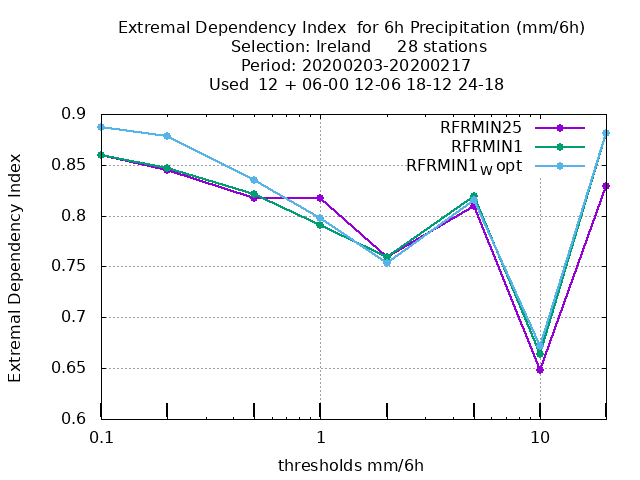 Extremal Dependency Index  for 6h Precipitation (mm/6h)
Selection: Ireland     28 stations
Period: 20200203-20200217
Used  12 + 06-00 12-06 18-12 24-18
RFRMIN25
RFRMIN1
RFRMIN1W opt
0.9
0.85
0.8
0.75
0.7
0.65
0.6
Extremal Dependency Index
0.1
1
10
thresholds mm/6h